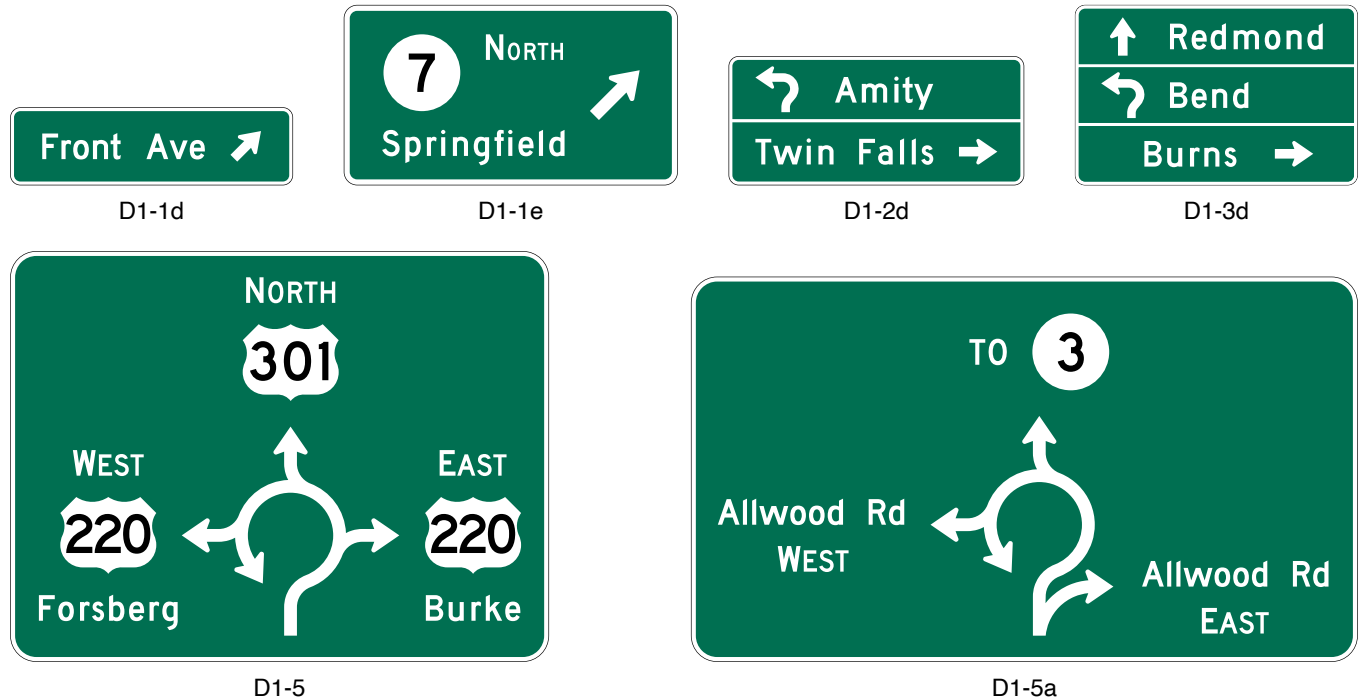 Front Ave
D1-1d
7 NORTH
Springfield
D1-1e
Amity
Twin Falls
D1-2d
Redmond
Bend
Burns
D1-3d
NORTH
301
WEST
220
Forsberg
EAST
220
Burke
D1-5
TO 3
Allwood Rd
WEST
Allwood Rd
EAST
D1-5a